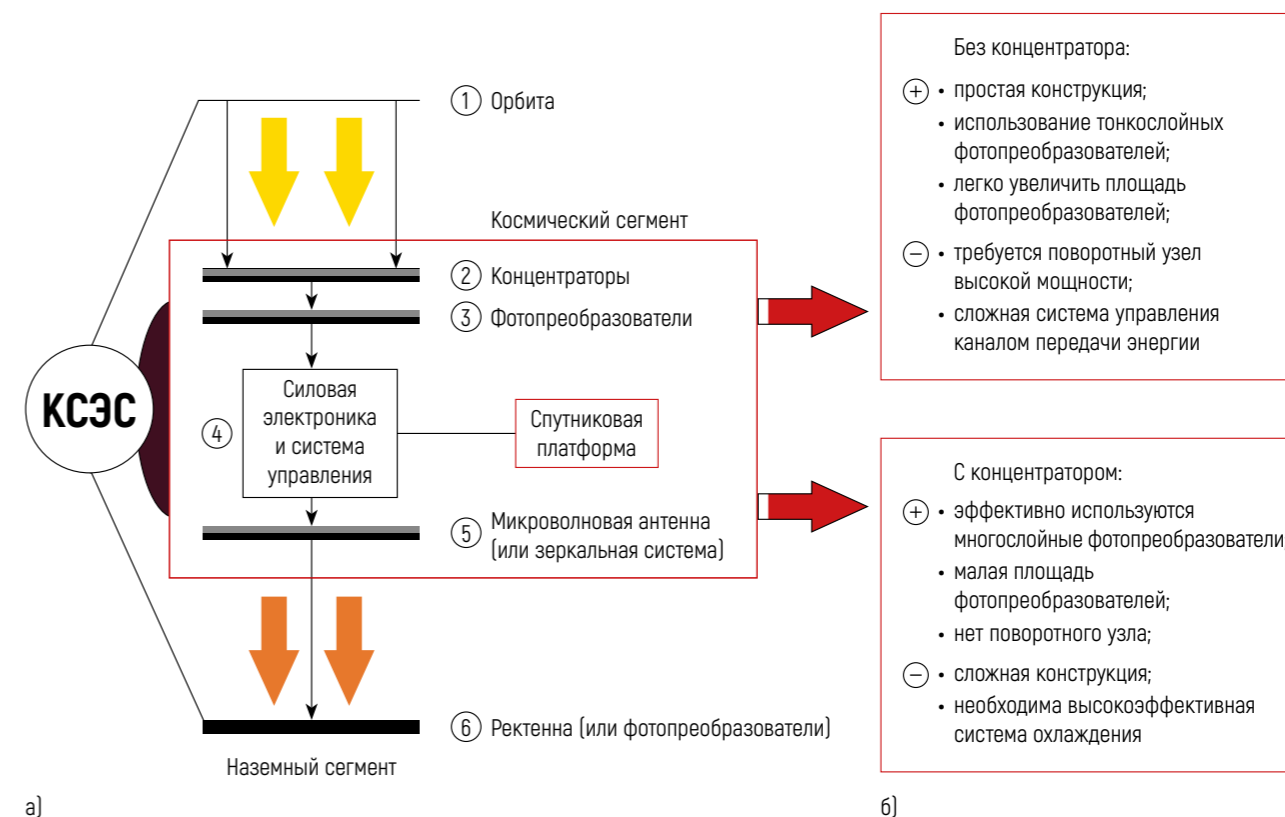 ① Орбита
Космический сегмент
② Концентраторы
③ Фотопреобразователи
КСЭС
④
Силовая
электроника
и система
управления
Спутниковая
платформа
⑤ Микроволновая антенна
(или зеркальная система)
⑥ Ректенна (или фотопреобразователи)
Наземный сегмент
а)
Без концентратора:
+ • простая конструкция;
• использование тонкослойных
фотопреобразователей;
• легко увеличить площадь
фотопреобразователей;
− • требуется поворотный узел
высокой мощности;
• сложная система управления
каналом передачи энергии
С концентратором:
+ • эффективно используются
многослойные фотопреобразователи
• малая площадь
фотопреобразователей;
• нет поворотного узла;
− • сложная конструкция;
• необходима высокоэффективная
система охлаждения
б)